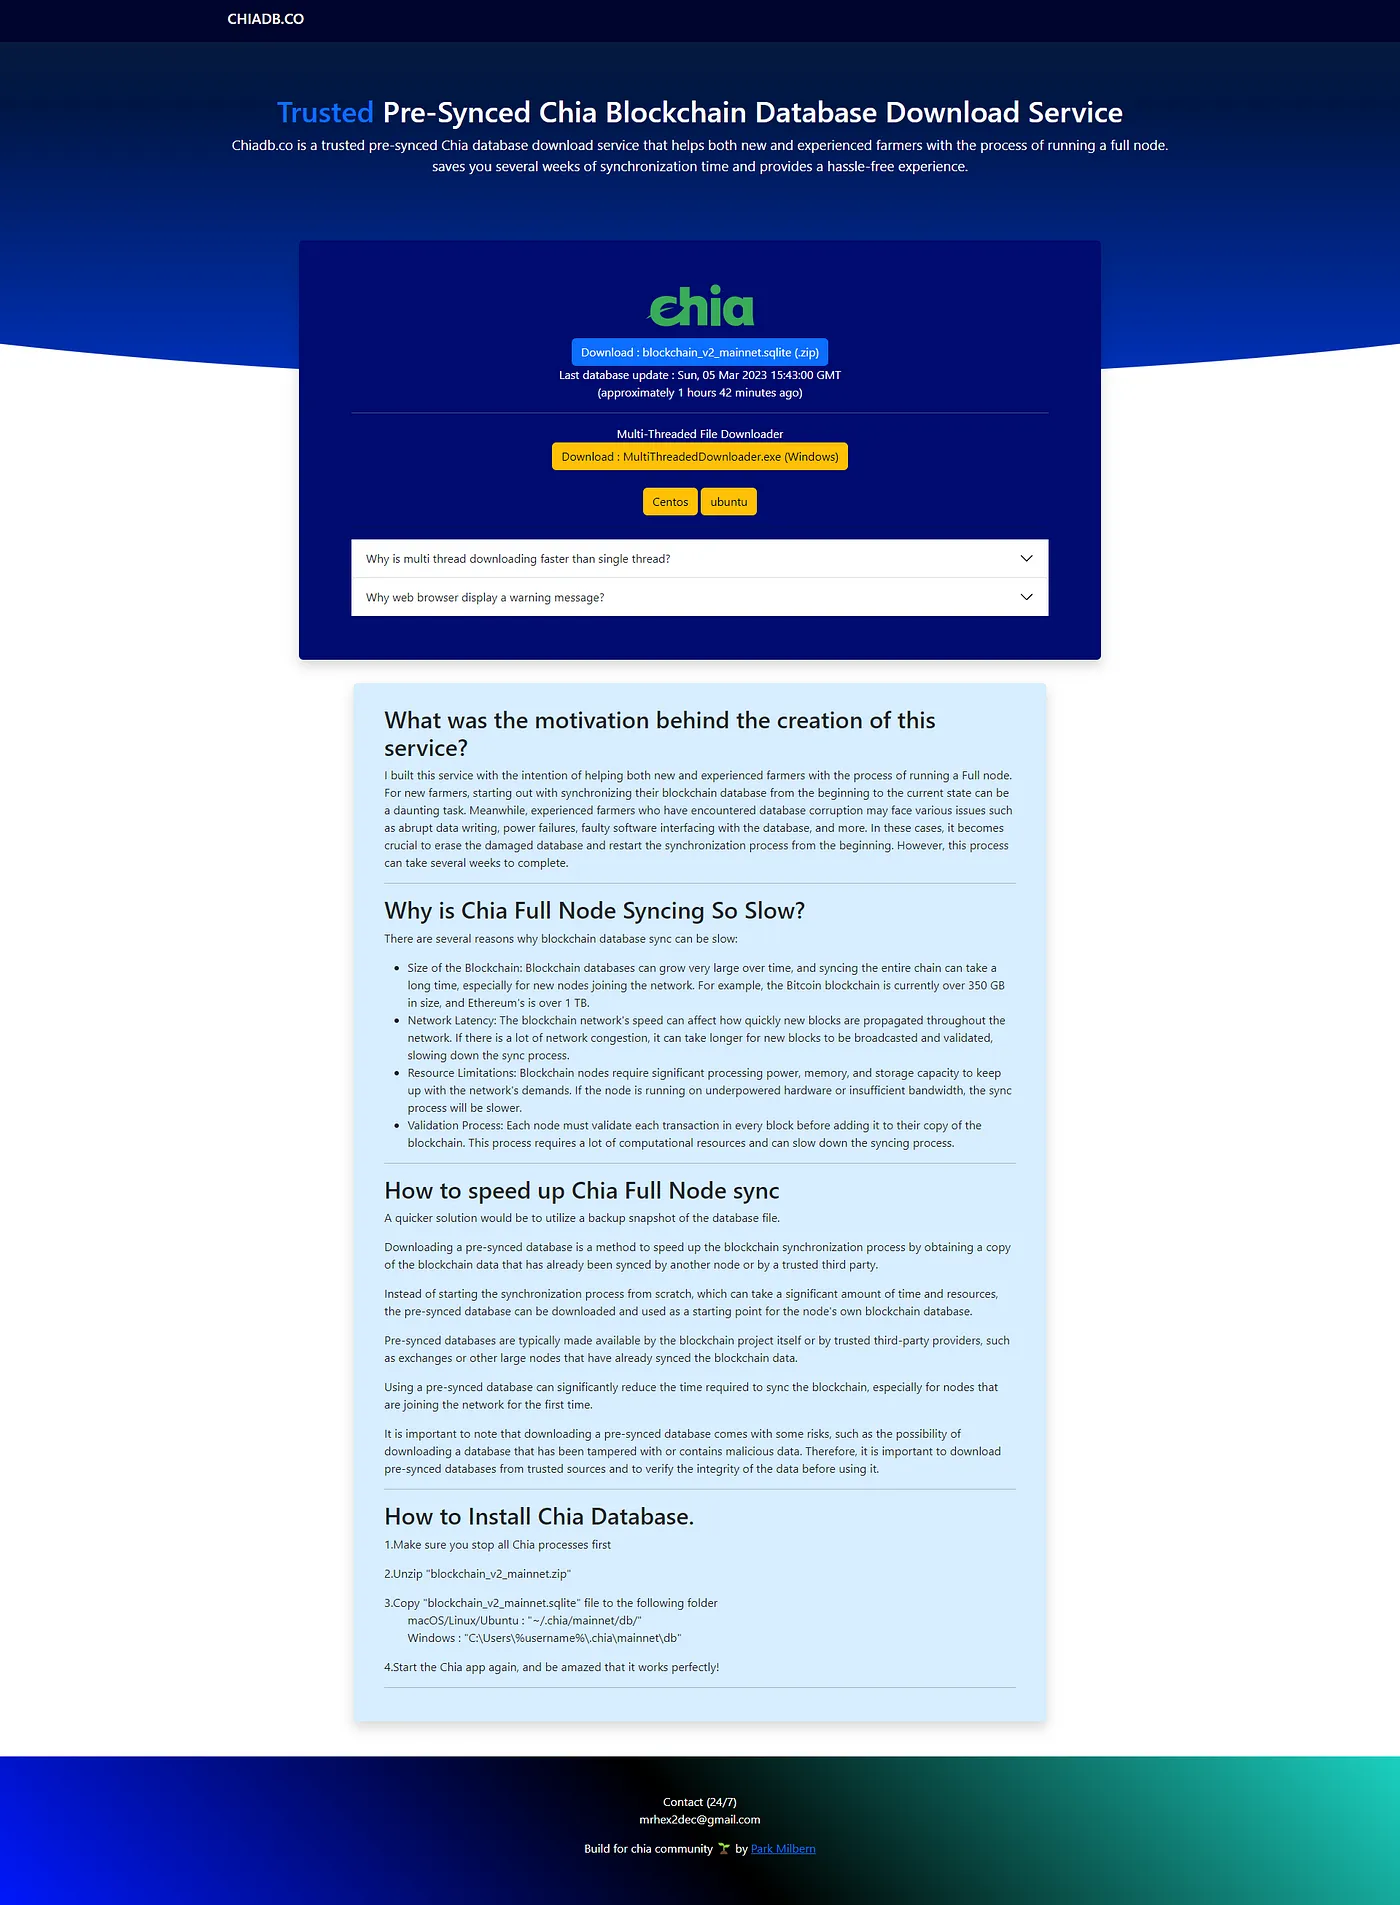 CHIADB.CO
Trusted Pre-Synced Chia Blockchain Database Download Service
Chiadb.co is a trusted pre-synced Chia database download service that helps both new and experienced farmers with the process of running a full node.
saves you several weeks of synchronization time and provides a hassle-free experience.
chia
Download : blockchain_v2_mainnet.sqlite (.zip)
Last database update : Sun, 05 Mar 2023 15:43:00 GMT
(approximately 1 hours 42 minutes ago)
Multi-Threaded File Downloader
Download : MultiThreadedDownloader.exe (Windows)
Centos ubuntu
Why is multi thread downloading faster than single thread?
Why web browser display a warning message?
What was the motivation behind the creation of this
service?
I built this service with the intention of helping both new and experienced farmers with the process of running a Full node.
For new farmers, starting out with synchronizing their blockchain database from the beginning to the current state can be
a daunting task. Meanwhile, experienced farmers who have encountered database corruption may face various issues such
as abrupt data writing, power failures, faulty software interfacing with the database, and more. In these cases, it becomes
crucial to erase the damaged database and restart the synchronization process from the beginning. However, this process
can take several weeks to complete.
Why is Chia Full Node Syncing So Slow?
There are several reasons why blockchain database sync can be slow:
• Size of the Blockchain: Blockchain databases can grow very large over time, and syncing the entire chain can take a
long time, especially for new nodes joining the network. For example, the Bitcoin blockchain is currently over 350 GB
in size, and Ethereum's is over 1 TB.
• Network Latency: The blockchain network's speed can affect how quickly new blocks are propagated throughout the
network. If there is a lot of network congestion, it can take longer for new blocks to be broadcasted and validated,
slowing down the sync process.
• Resource Limitations: Blockchain nodes require significant processing power, memory, and storage capacity to keep
up with the network's demands. If the node is running on underpowered hardware or insufficient bandwidth, the sync
process will be slower.
• Validation Process: Each node must validate each transaction in every block before adding it to their copy of the
blockchain. This process requires a lot of computational resources and can slow down the syncing process.
How to speed up Chia Full Node sync
A quicker solution would be to utilize a backup snapshot of the database file.
Downloading a pre-synced database is a method to speed up the blockchain synchronization process by obtaining a copy
of the blockchain data that has already been synced by another node or by a trusted third party.
Instead of starting the synchronization process from scratch, which can take a significant amount of time and resources,
the pre-synced database can be downloaded and used as a starting point for the node's own blockchain database.
Pre-synced databases are typically made available by the blockchain project itself or by trusted third-party providers, such
as exchanges or other large nodes that have already synced the blockchain data.
Using a pre-synced database can significantly reduce the time required to sync the blockchain, especially for nodes that
are joining the network for the first time.
It is important to note that downloading a pre-synced database comes with some risks, such as the possibility of
downloading a database that has been tampered with or contains malicious data. Therefore, it is important to download
pre-synced databases from trusted sources and to verify the integrity of the data before using it.
How to Install Chia Database.
1.Make sure you stop all Chia processes first
2.Unzip "blockchain_v2_mainnet.zip"
3.Copy "blockchain_v2_mainnet.sqlite" file to the following folder
macOS/Linux/Ubuntu : "~/.chia/mainnet/db/"
Windows : "C:\Users\%username%\.chia\mainnet\db"
4.Start the Chia app again, and be amazed that it works perfectly!
Contact (24/7)
mrhex2dec@gmail.com
Build for chia community 🌱 by Park Milbern